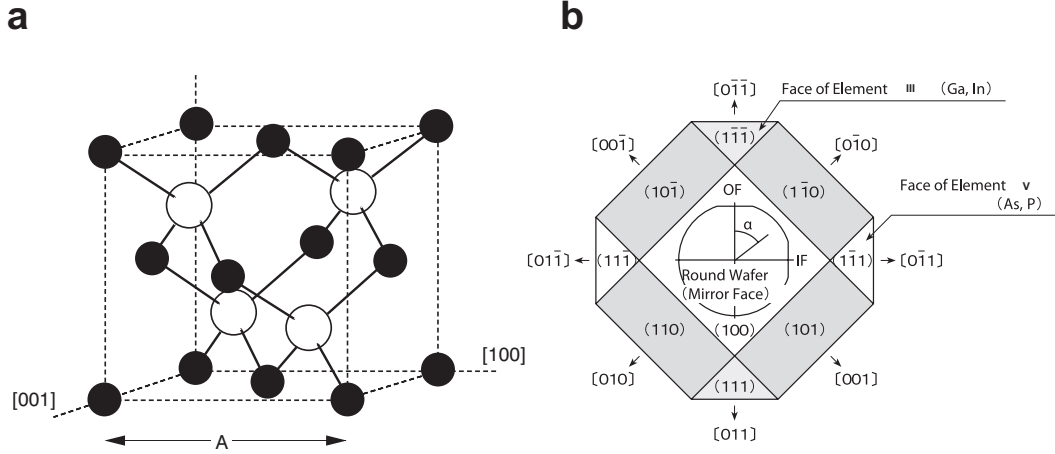 a
[001]
[100]
A
b
[01̅1̅]
Face of Element III (Ga, In)
[001̅]
(11̅1̅)
[01̅0]
(101̅)
OF
(11̅0)
Face of Element V
(As, P)
α
[011̅]
(111̅)
IF
(11̅1)
[01̅1]
Round Wafer
(Mirror Face)
(110)
(100)
(101)
[010]
(111)
[001]
[011]